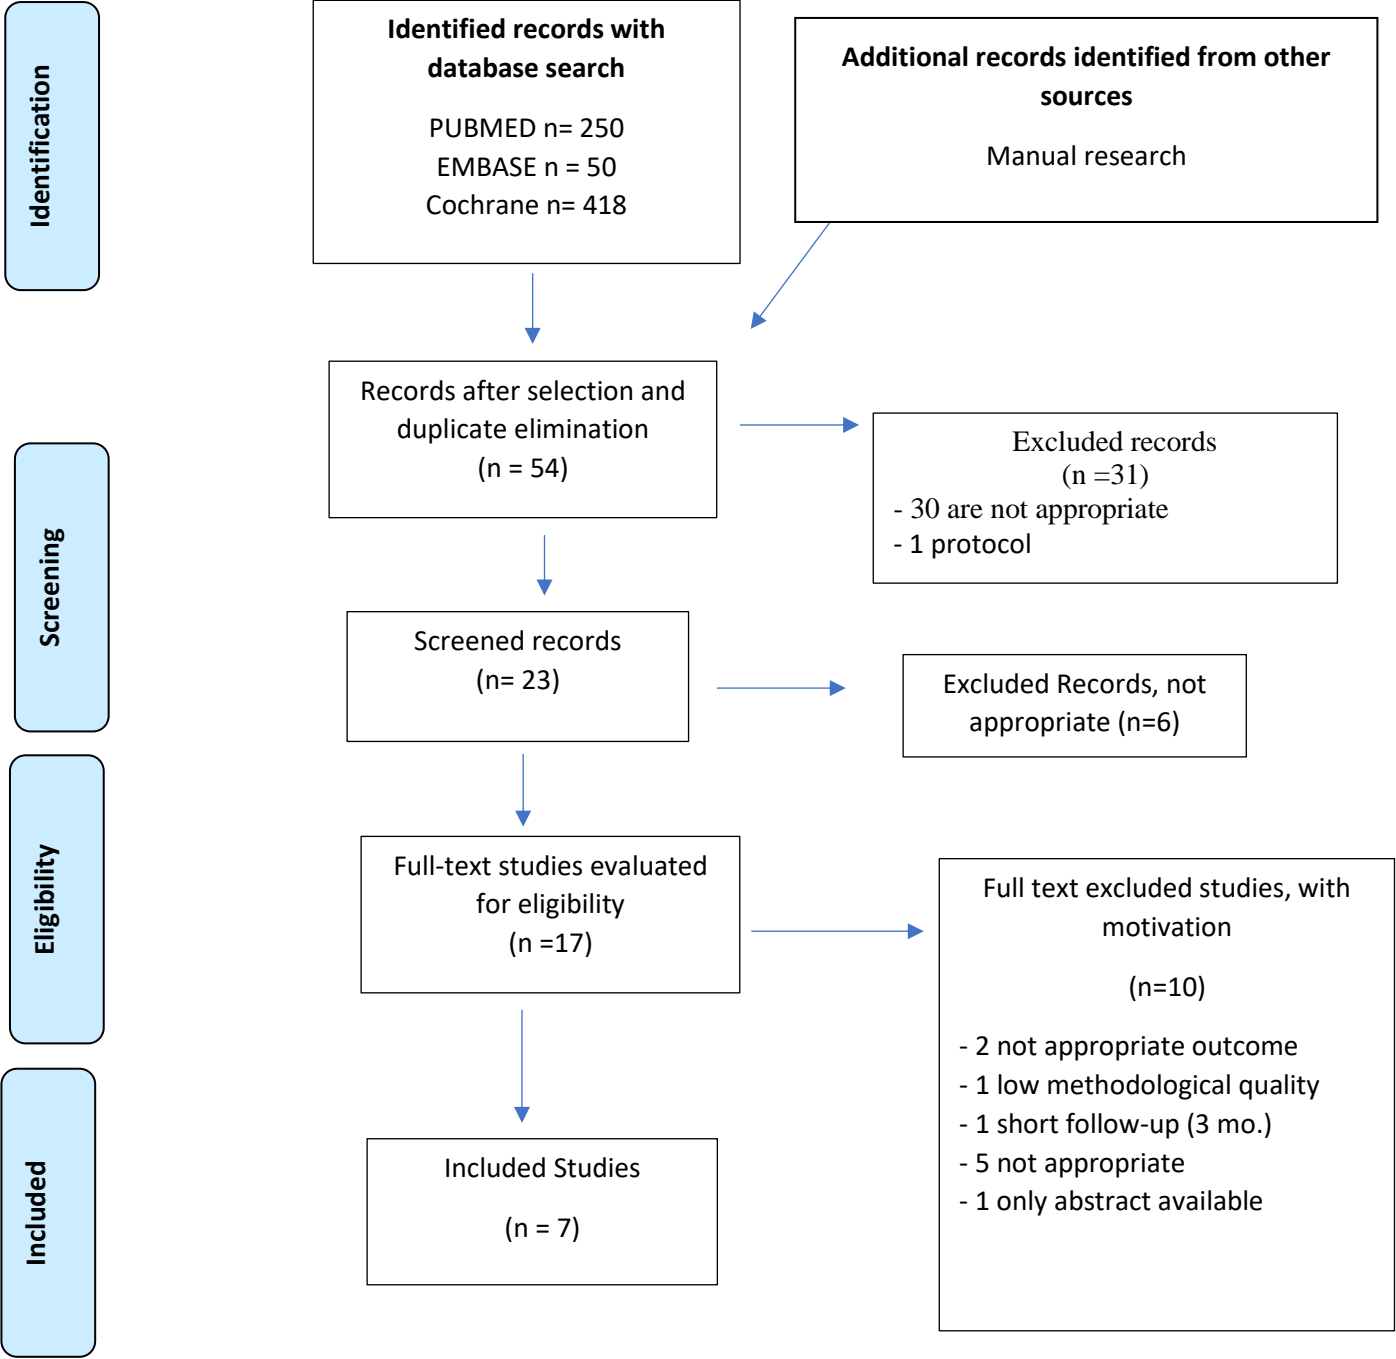 Identification
Identified records with
database search
PUBMED n= 250
EMBASE n = 50
Cochrane n= 418
Additional records identified from other
sources
Manual research
Records after selection and
duplicate elimination
(n = 54)
Excluded records
(n =31)
- 30 are not appropriate
- 1 protocol
Screening
Screened records
(n= 23)
Excluded Records, not
appropriate (n=6)
Eligibility
Full-text studies evaluated
for eligibility
(n =17)
Full text excluded studies, with
motivation
(n=10)
- 2 not appropriate outcome
- 1 low methodological quality
- 1 short follow-up (3 mo.)
- 5 not appropriate
- 1 only abstract available
Included
Included Studies
(n = 7)